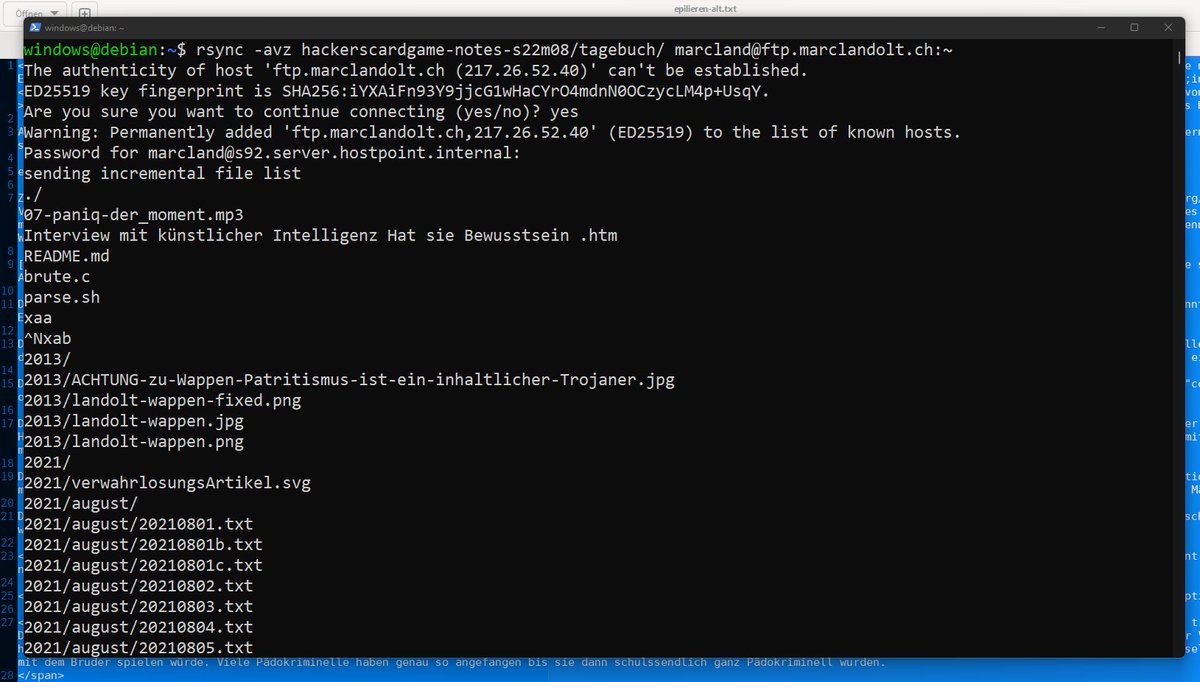 Öffnen
epilieren-alt.txt
windows@debian: ~
windows@debian:~$ rsync -avz hackerscardgame-notes-s22m08/tagebuch/ marcland@ftp.marclandolt.ch:~
The authenticity of host 'ftp.marclandolt.ch (217.26.52.40)' can't be established.
ED25519 key fingerprint is SHA256:iYXAiFn93Y9jjcG1wHaCYrO4mdnN0OCzycLM4p+UsqY.
Are you sure you want to continue connecting (yes/no)? yes
Warning: Permanently added 'ftp.marclandolt.ch,217.26.52.40' (ED25519) to the list of known hosts.
Password for marcland@s92.server.hostpoint.internal:
sending incremental file list
./
07-paniq-der_moment.mp3
Interview mit künstlicher Intelligenz Hat sie Bewusstsein .htm
README.md
brute.c
parse.sh
xaa
^Nxab
2013/
2013/ACHTUNG-zu-Wappen-Patritismus-ist-ein-inhaltlicher-Trojaner.jpg
2013/landolt-wappen-fixed.png
2013/landolt-wappen.jpg
2013/landolt-wappen.png
2021/
2021/verwahrlosungsArtikel.svg
2021/august/
2021/august/20210801.txt
2021/august/20210801b.txt
2021/august/20210801c.txt
2021/august/20210802.txt
2021/august/20210803.txt
2021/august/20210804.txt
2021/august/20210805.txt
mit dem Bruder spielen würde. Viele Pädokriminelle haben genau so angefangen bis sie dann schulssendlich ganz Pädokriminell wurden.
28 </span>